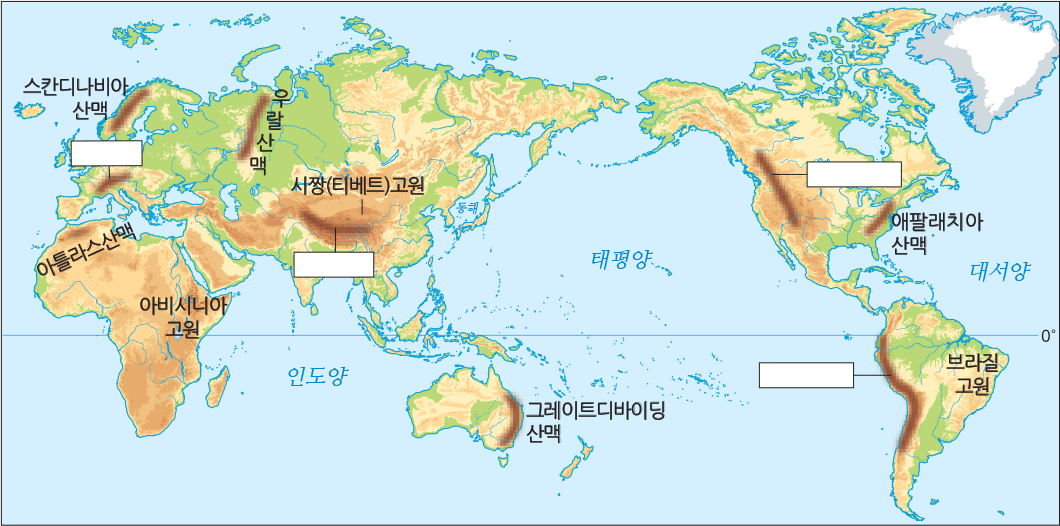 스칸디나비아
산맥
우랄산맥
시짱(티베트)고원
동해
아틀라스산맥
아비시니아
고원
인도양
태평양
그레이트디바이딩
산맥
애팔래치아
산맥
대서양
0°
브라질
고원